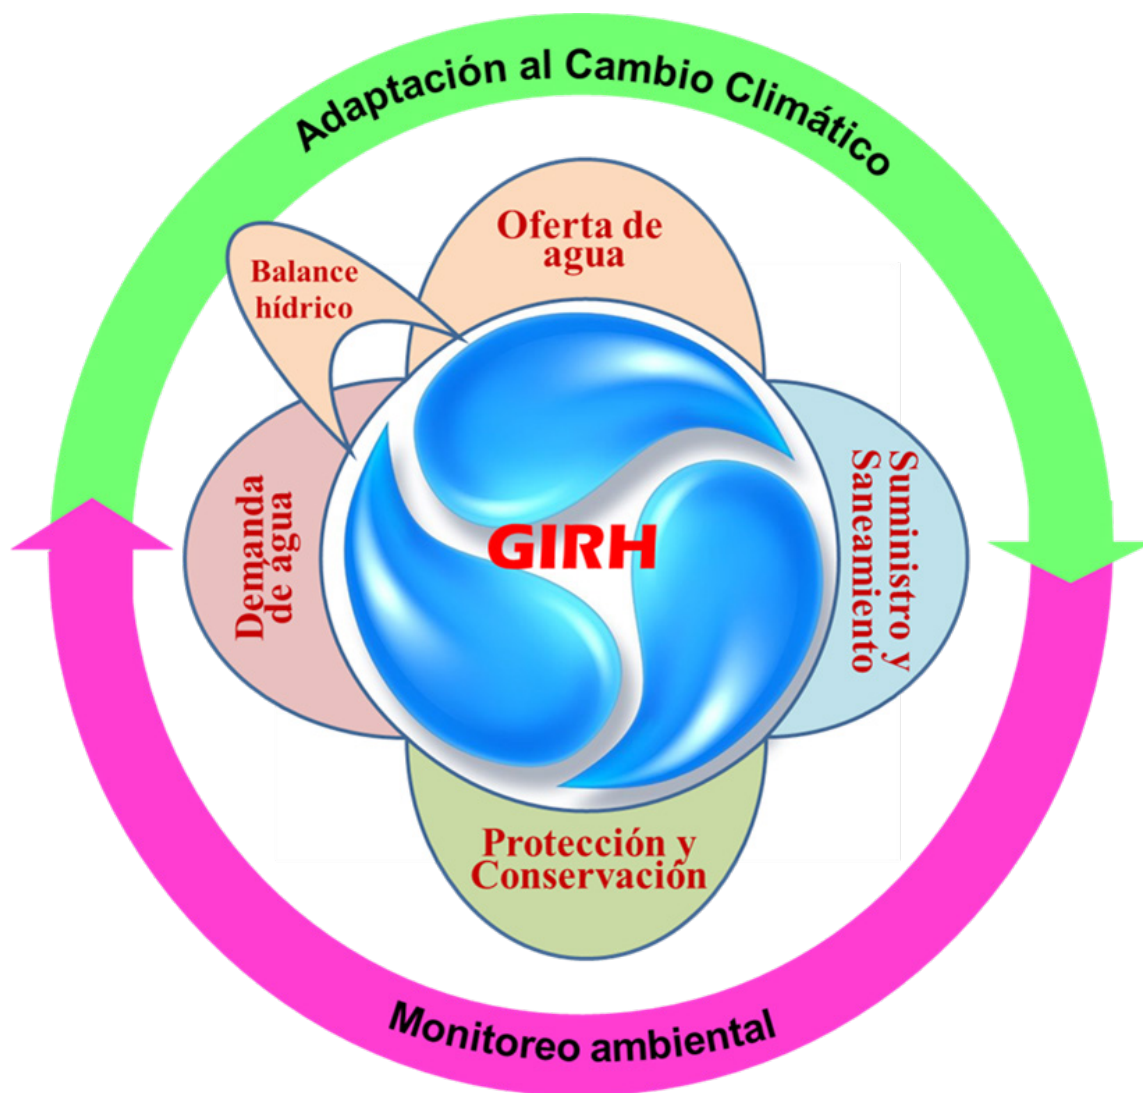 Adaptación al Cambio Climático
Oferta de
agua
Balance
hídrico
Demanda
de agua
GIRH
Suministro y
Saneamiento
Protección y
Conservación
Monitoreo ambiental